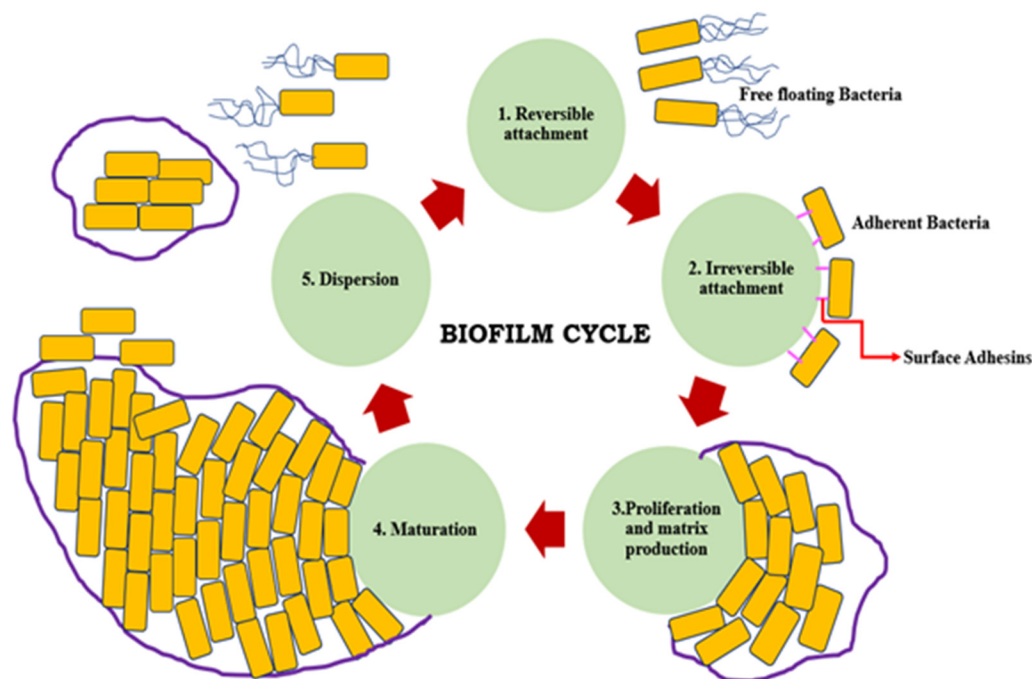 1. Reversible
attachment
Free floating Bacteria
Adherent Bacteria
2. Irreversible
attachment
5. Dispersion
BIOFILM CYCLE
Surface Adhesins
3.Proliferation
and matrix
production
4. Maturation